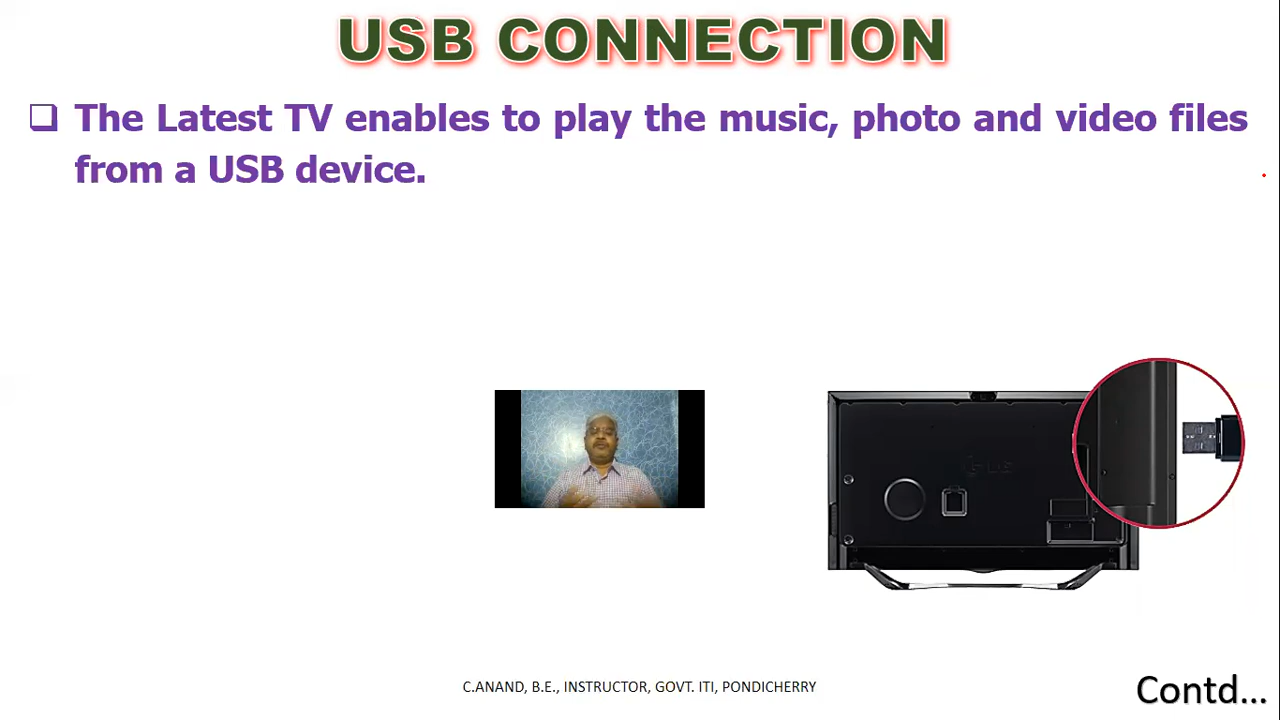 USB CONNECTION
❑ The Latest TV enables to play the music, photo and video files
from a USB device.
LG
C.ANAND, B.E., INSTRUCTOR, GOVT. ITI, PONDICHERRY
Contd...